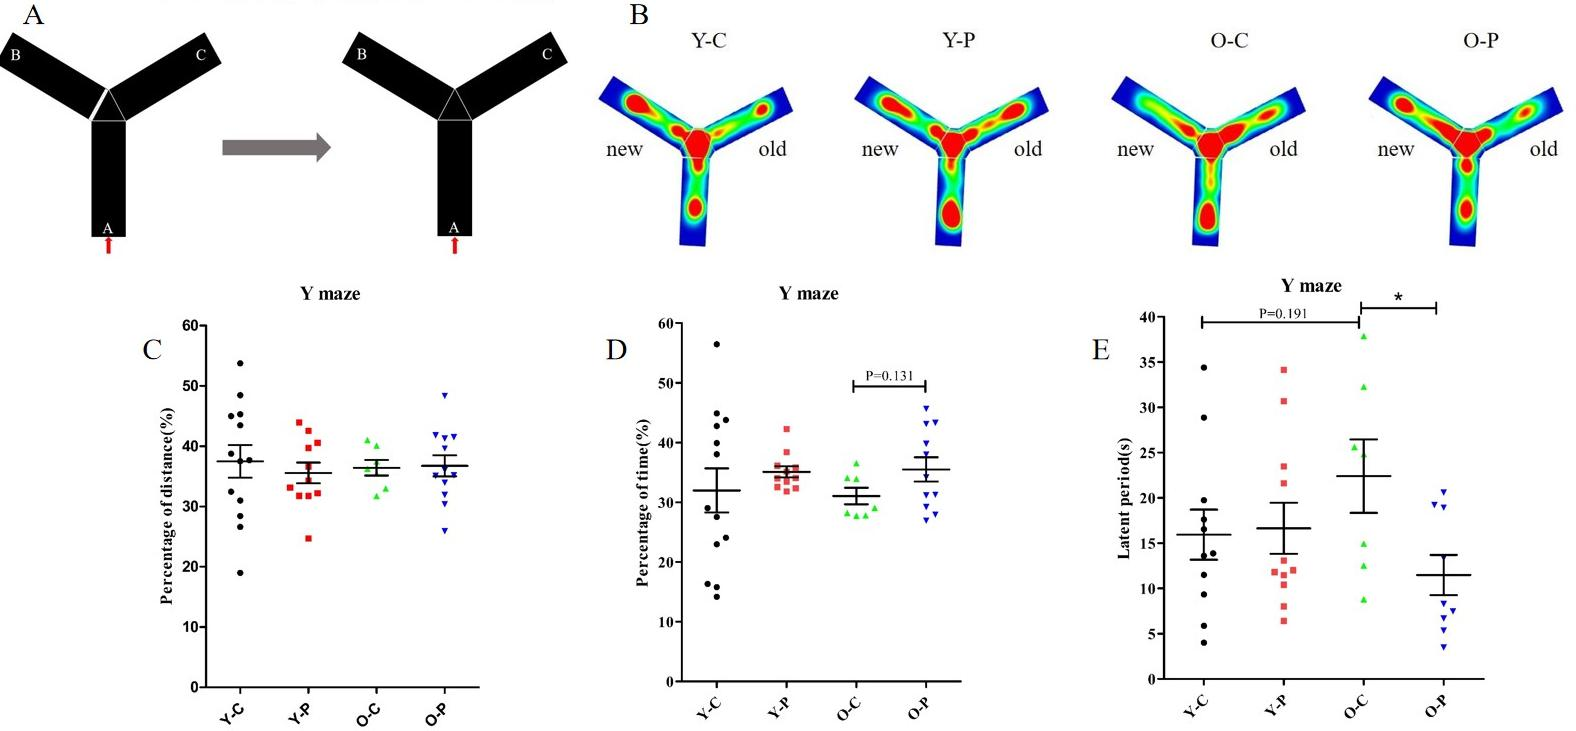 A
B
C
A
B
C
A
B
Y-C
Y-P
O-C
O-P
new
old
new
old
new
old
new
old
C
Y maze
Percentage of distance(%)
60
50
40
30
20
10
0
Y-C
Y-P
O-C
O-P
D
Y maze
Percentage of time(%)
60
50
40
30
20
10
0
P=0.131
Y-C
Y-P
O-C
O-P
E
Y maze
Latent period(s)
40
35
30
25
20
15
10
5
0
P=0.191
*
Y-C
Y-P
O-C
O-P